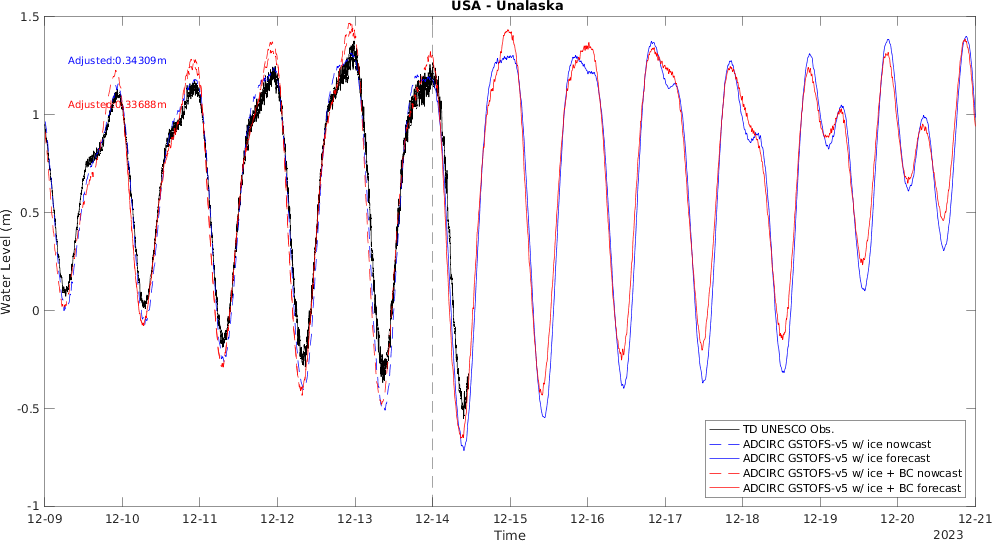 USA - Unalaska
1.5
1
0.5
0
-0.5
-1
Water Level (m)
Adjusted:0.34309m
Adjusted:0.33688m
TD UNESCO Obs.
ADCIRC GSTOFS-v5 w/ ice nowcast
ADCIRC GSTOFS-v5 w/ ice forecast
ADCIRC GSTOFS-v5 w/ ice + BC nowcast
ADCIRC GSTOFS-v5 w/ ice + BC forecast
12-09 12-10 12-11 12-12 12-13 12-14 12-15 12-16 12-17 12-18 12-19 12-20 12-21
Time
2023